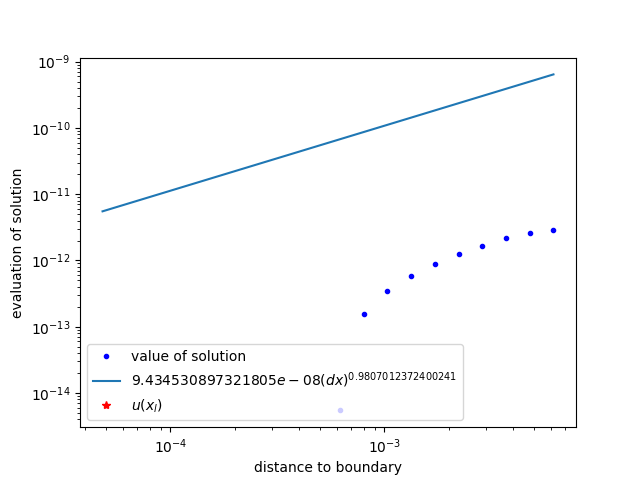 10^{-9}
10^{-10}
10^{-11}
10^{-12}
10^{-13}
10^{-14}
evaluation of solution
value of solution
9.434530897321805e − 08(dx)^{0.9807012372400241}
u(x_l)
10^{-4} 10^{-3}
distance to boundary